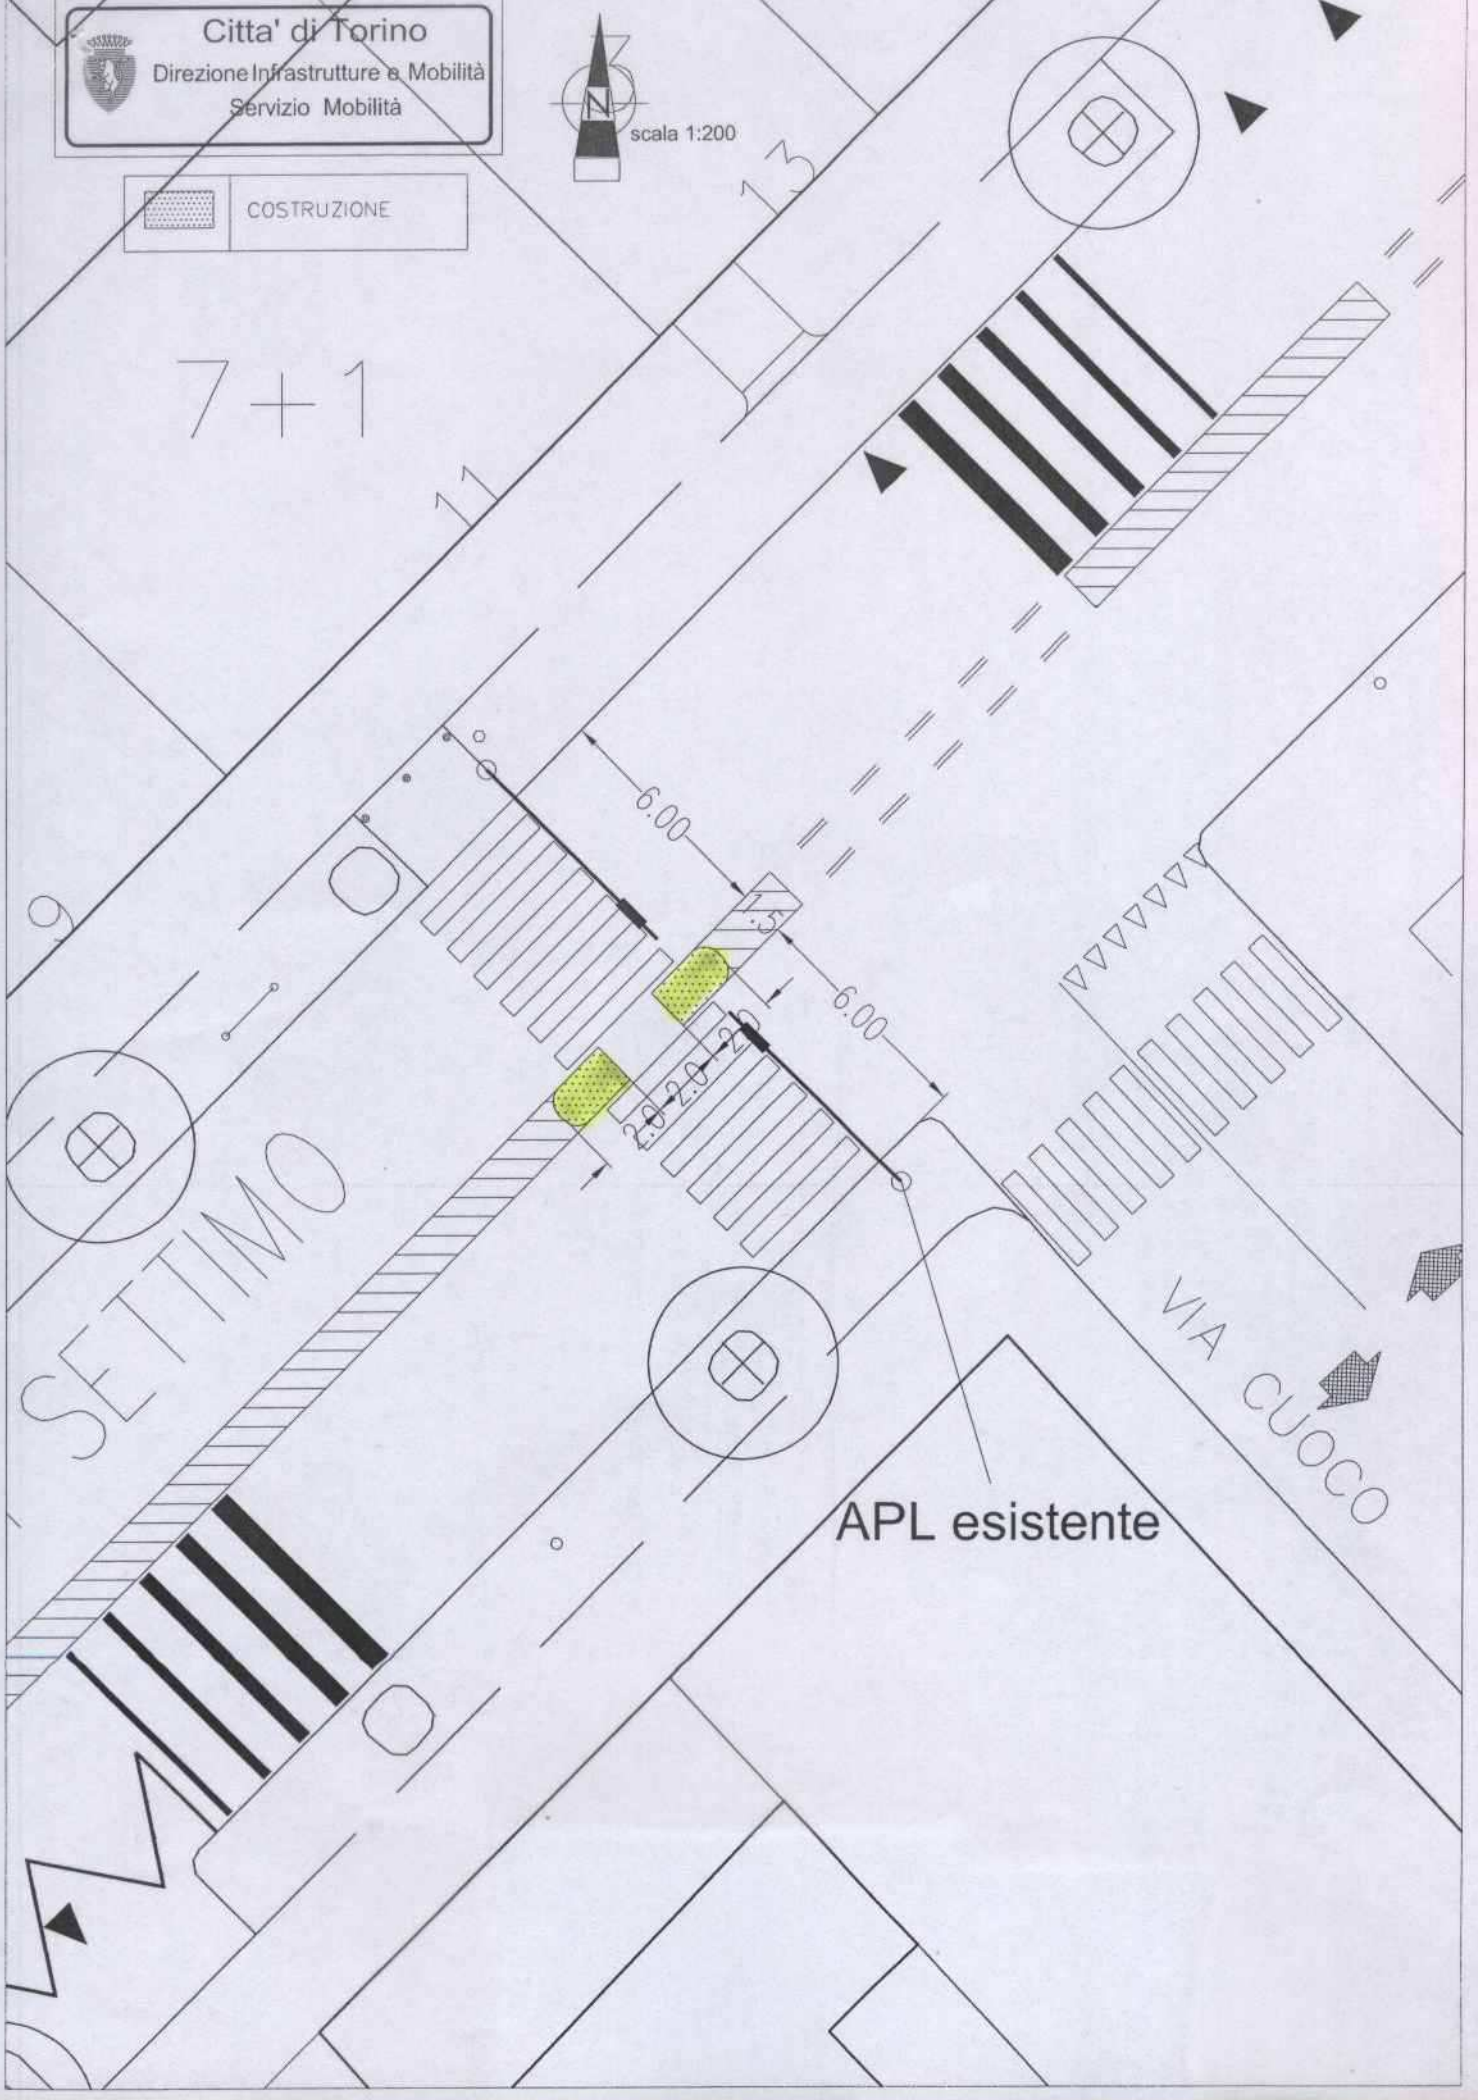 Citta' di Torino
Direzione Infrastrutture e Mobilità
Servizio Mobilità
N
scala 1:200
COSTRUZIONE
13
7+1
11
9
6.00
1.5
6.00
2.0
2.0
2.0
SETTIMO
VIA CUOCO
APL esistente